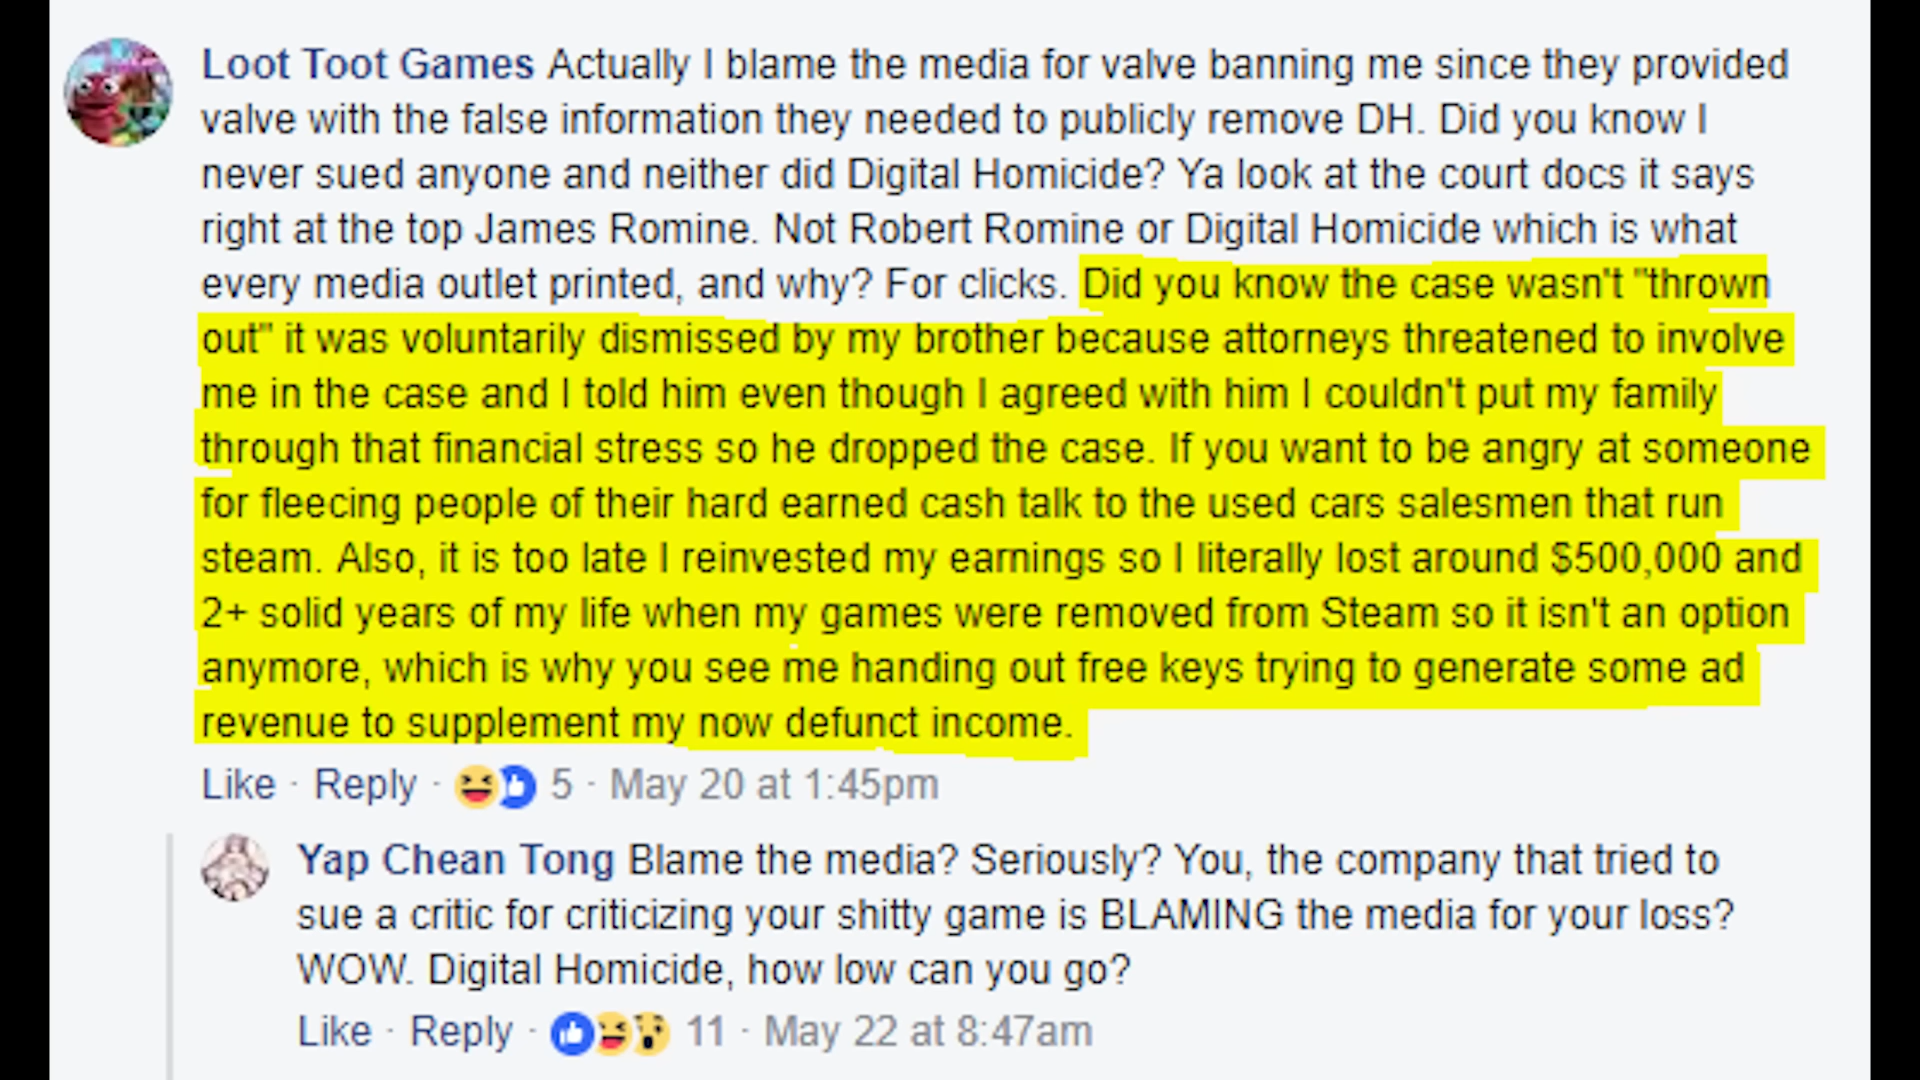 Loot Toot Games Actually I blame the media for valve banning me since they provided
valve with the false information they needed to publicly remove DH. Did you know I
never sued anyone and neither did Digital Homicide? Ya look at the court docs it says
right at the top James Romine. Not Robert Romine or Digital Homicide which is what
every media outlet printed, and why? For clicks. Did you know the case wasn't "thrown
out" it was voluntarily dismissed by my brother because attorneys threatened to involve
me in the case and I told him even though I agreed with him I couldn't put my family
through that financial stress so he dropped the case. If you want to be angry at someone
for fleecing people of their hard earned cash talk to the used cars salesmen that run
steam. Also, it is too late I reinvested my earnings so I literally lost around $500,000 and
2+ solid years of my life when my games were removed from Steam so it isn't an option
anymore, which is why you see me handing out free keys trying to generate some ad
revenue to supplement my now defunct income.
Like · Reply · 5 · May 20 at 1:45pm
Yap Chean Tong Blame the media? Seriously? You, the company that tried to
sue a critic for criticizing your shitty game is BLAMING the media for your loss?
WOW. Digital Homicide, how low can you go?
Like · Reply · 11 · May 22 at 8:47am